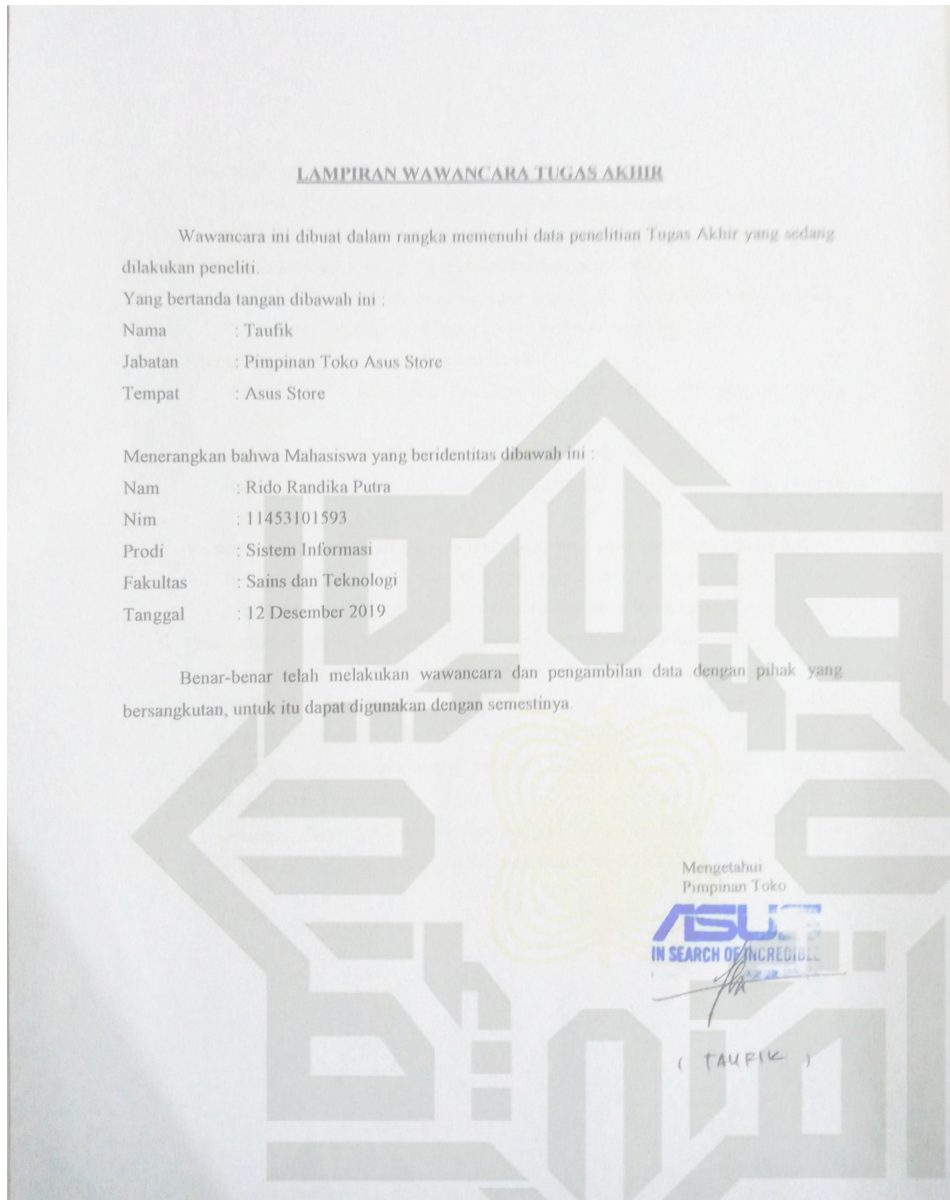 LAMPIRAN WAWANCARA TUGAS AKHIR
Wawancara ini dibuat dalam rangka memenuhi data penelitian Tugas Akhir yang sedang
dilakukan peneliti.
Yang bertanda tangan dibawah ini :
Nama : Taufik
Jabatan : Pimpinan Toko Asus Store
Tempat : Asus Store
Menerangkan bahwa Mahasiswa yang beridentitas dibawah ini :
Nam : Rido Randika Putra
Nim : 11453101593
Prodi : Sistem Informasi
Fakultas : Sains dan Teknologi
Tanggal : 12 Desember 2019
Benar-benar telah melakukan wawancara dan pengambilan data dengan pihak yang
bersangkutan, untuk itu dapat digunakan dengan semestinya.
Mengetahui
Pimpinan Toko
ASUS
IN SEARCH OF INCREDIBLE
( TAUFIK )